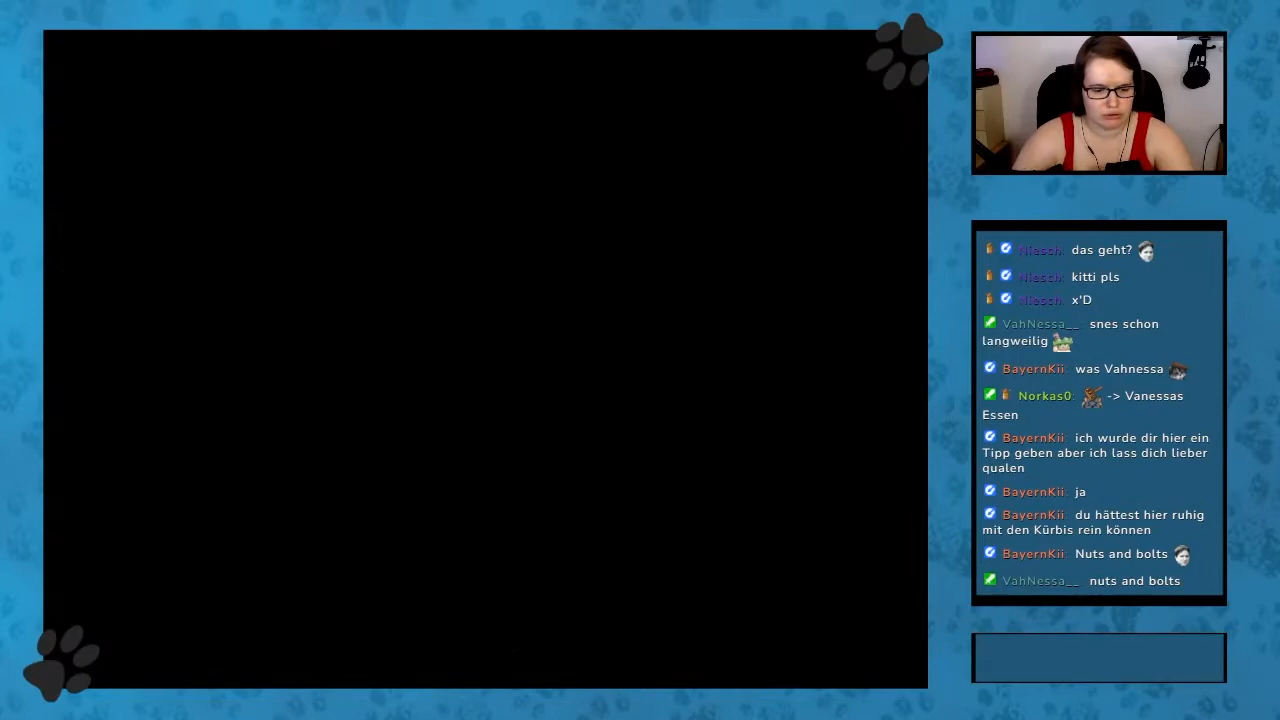 Niesch: das geht?
Niesch: kitti pls
Niesch: x'D
VahNessa__ snes schon
langweilig
BayernKii: was Vahnessa
Norkas0: -> Vanessas
Essen
BayernKii: ich wurde dir hier ein
Tipp geben aber ich lass dich lieber
qualen
BayernKii: ja
BayernKii: du hättest hier ruhig
mit den Kürbis rein können
BayernKii: Nuts and bolts
VahNessa__ nuts and bolts